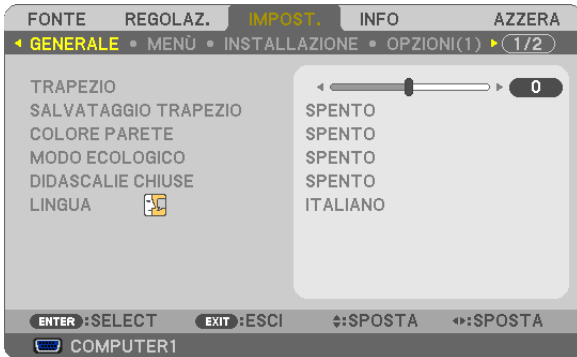 FONTE REGOLAZ. IMPOST. INFO AZZERA
GENERALE • MENÙ • INSTALLAZIONE • OPZIONI(1) 1/2
TRAPEZIO 0
SALVATAGGIO TRAPEZIO SPENTO
COLORE PARETE SPENTO
MODO ECOLOGICO SPENTO
DIDASCALIE CHIUSE SPENTO
LINGUA ITALIANO
ENTER :SELECT EXIT :ESCI :SPOSTA :SPOSTA
COMPUTER1